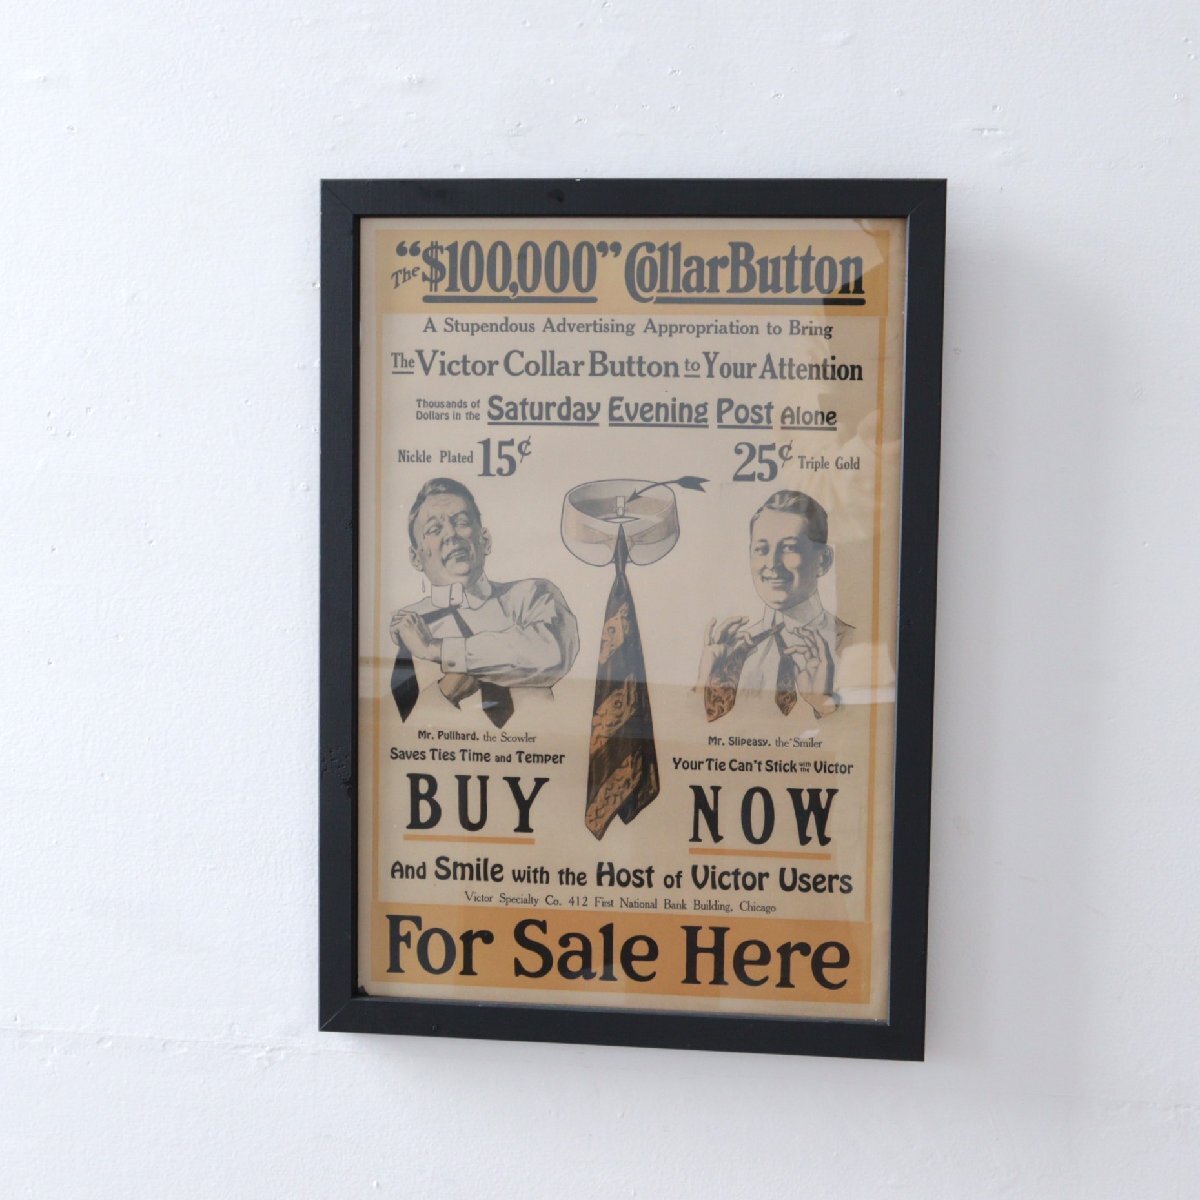 The "$100,000" Collar Button
A Stupendous Advertising Appropriation to Bring
The Victor Collar Button to Your Attention
Thousands of Dollars in the Saturday Evening Post Alone
Nickle Plated 15¢
25¢ Triple Gold
Mr. Pullhard, the Scowler
Saves Ties Time and Temper
BUY
Mr. Slipeasy, the Smiler
Your Tie Can't Stick with the Victor
NOW
And Smile with the Host of Victor Users
Victor Specialty Co. 412 First National Bank Building, Chicago
For Sale Here